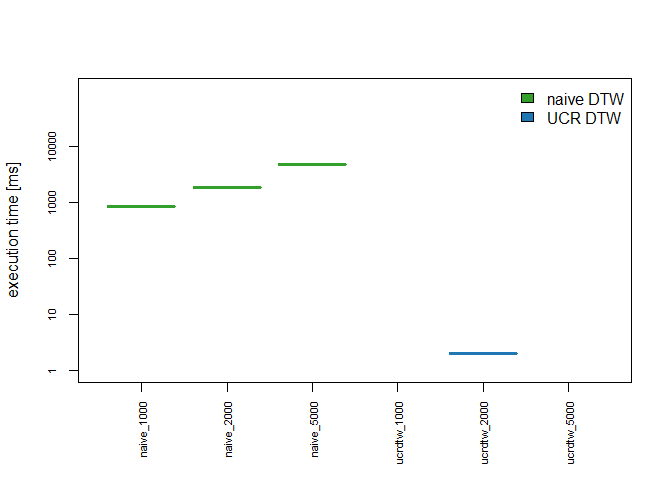 naive DTW
UCR DTW
execution time [ms]
10000
1000
100
10
1
naive_1000
naive_2000
naive_5000
ucrdtw_1000
ucrdtw_2000
ucrdtw_5000